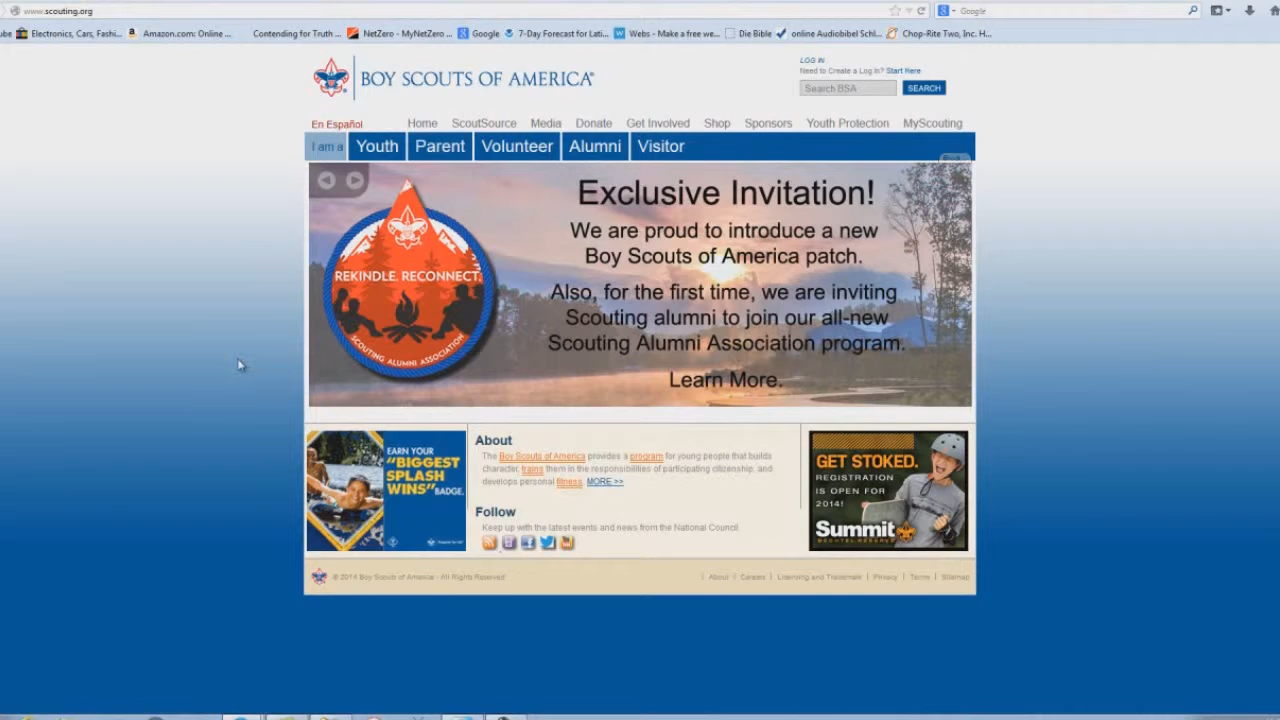 www.scouting.org
Google
Electronics, Cars, Fashi... Amazon.com: Online ... Contending for Truth ... NetZero - MyNetZero ... Google 7-Day Forecast for Lati... Webs - Make a free we... Die Bible online Audiobibel Schl... Chop-Rite Two, Inc. H...
LOG IN
Need to Create a Log In? Start Here
BOY SCOUTS OF AMERICA®
Search BSA SEARCH
En Español Home ScoutSource Media Donate Get Involved Shop Sponsors Youth Protection MyScouting
I am a Youth Parent Volunteer Alumni Visitor
REKINDLE. RECONNECT.
SCOUTING ALUMNI ASSOCIATION
Exclusive Invitation!
We are proud to introduce a new
Boy Scouts of America patch.
Also, for the first time, we are inviting
Scouting alumni to join our all-new
Scouting Alumni Association program.
Learn More.
EARN YOUR
"BIGGEST
SPLASH
WINS" BADGE.
About
The Boy Scouts of America provides a program for young people that builds
character, trains them in the responsibilities of participating citizenship, and
develops personal fitness. MORE >>
Follow
Keep up with the latest events and news from the National Council
GET STOKED.
REGISTRATION
IS OPEN FOR
2014!
Summit
BECHTEL RESERVE
© 2014 Boy Scouts of America - All Rights Reserved
| About | Careers | Licensing and Trademark | Privacy | Terms | Sitemap